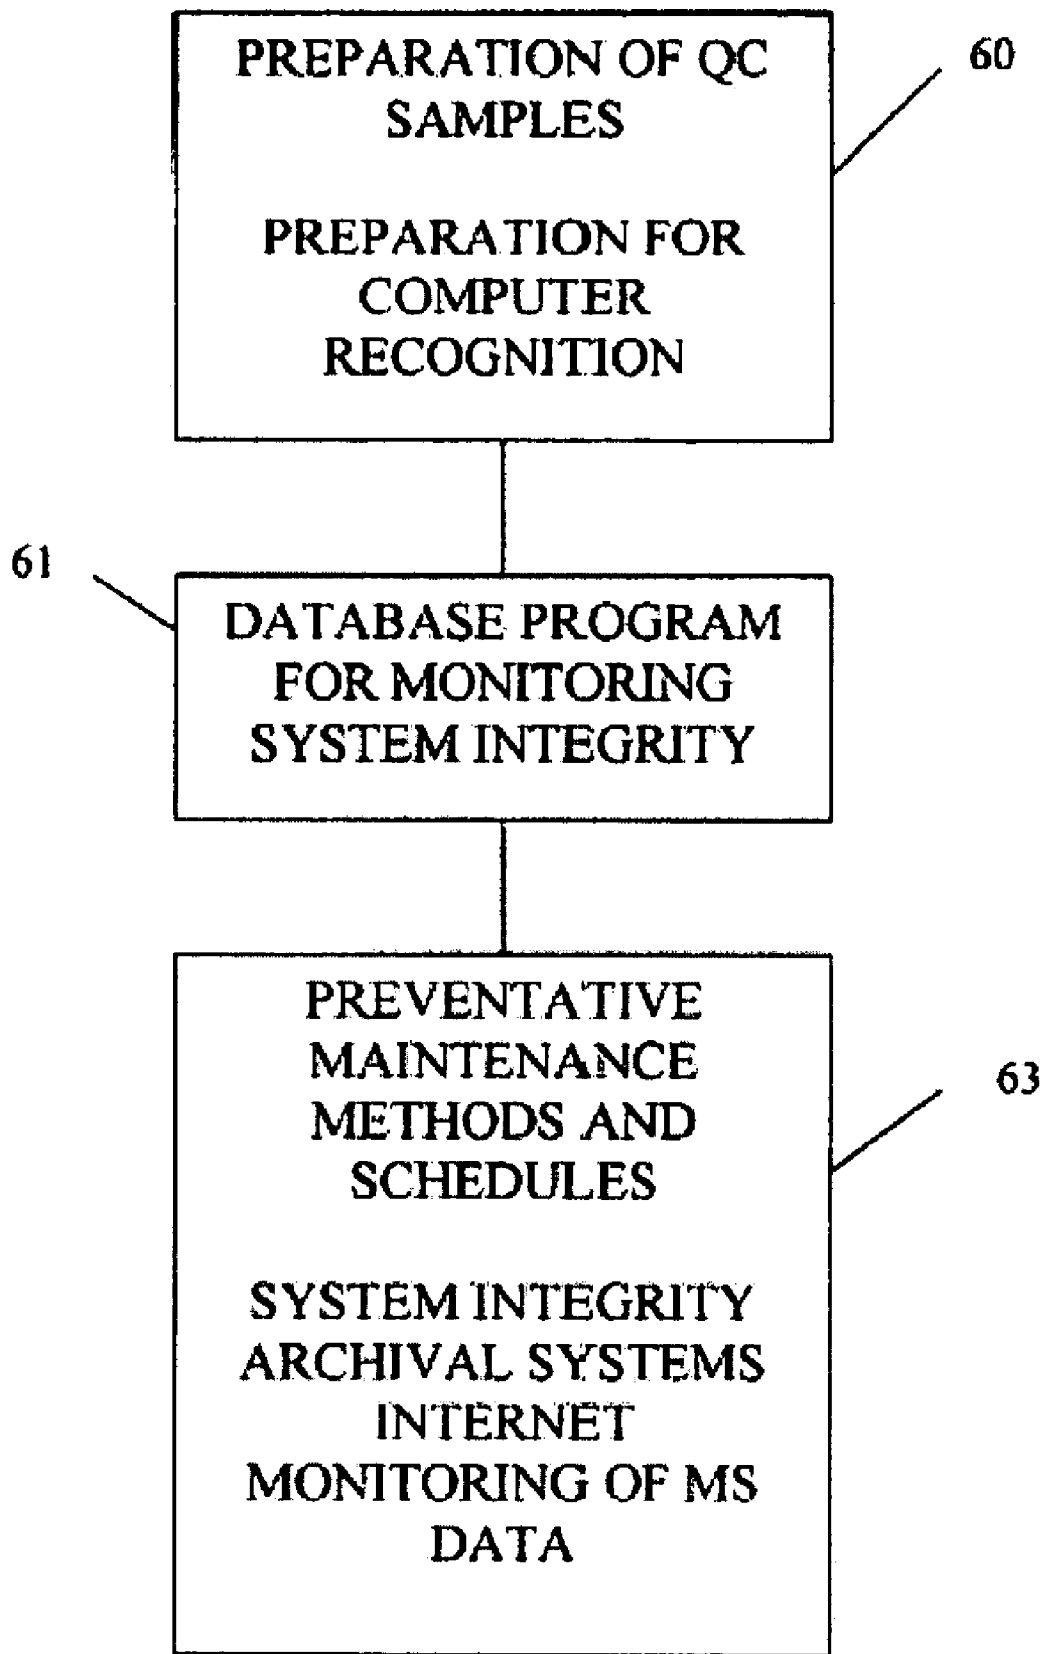 PREPARATION OF QC
SAMPLES
PREPARATION FOR
COMPUTER
RECOGNITION
60
61
DATABASE PROGRAM
FOR MONITORING
SYSTEM INTEGRITY
PREVENTATIVE
MAINTENANCE
METHODS AND
SCHEDULES
SYSTEM INTEGRITY
ARCHIVAL SYSTEMS
INTERNET
MONITORING OF MS
DATA
63